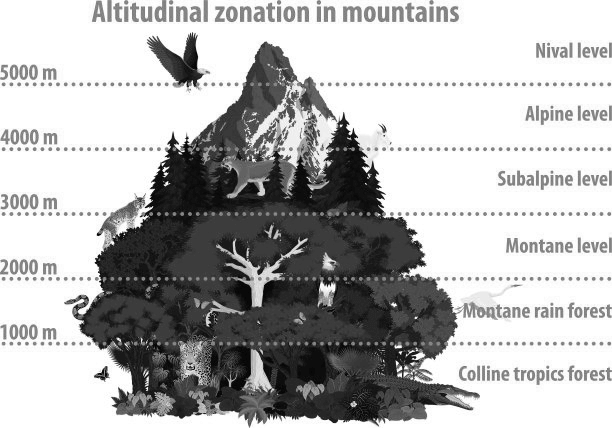 Altitudinal zonation in mountains
Nival level
5000 m
Alpine level
4000 m
Subalpine level
3000 m
Montane level
2000 m
Montane rain forest
1000 m
Colline tropics forest